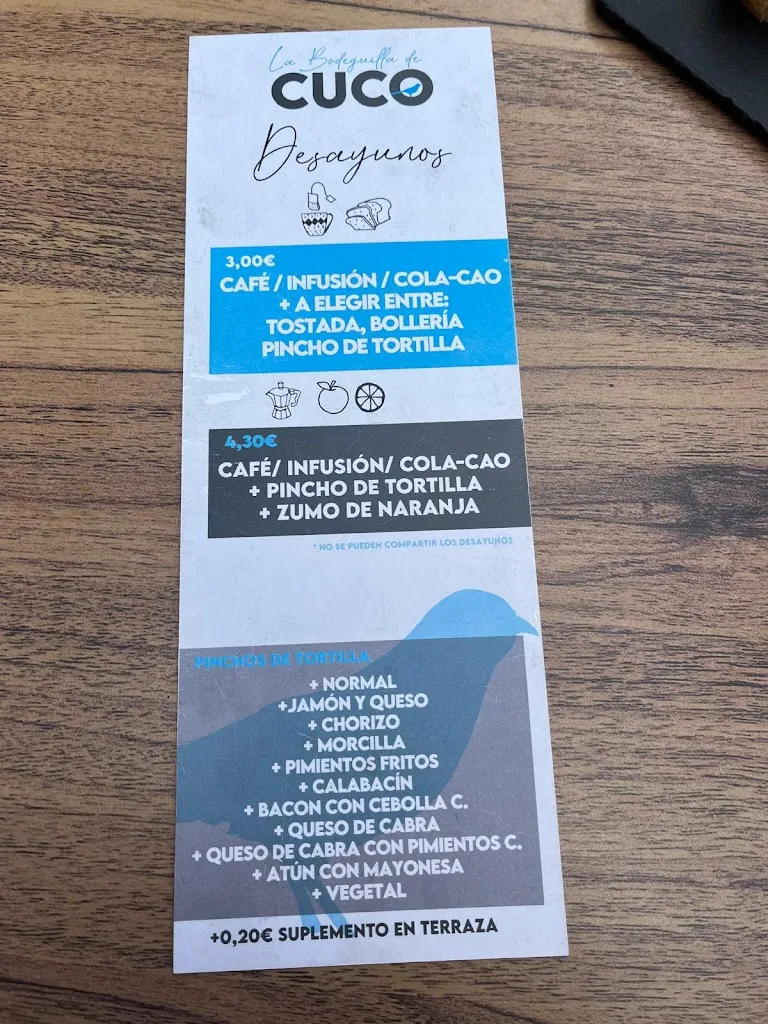 La Bodeguilla de
CUCO
Desayunos
3,00€
CAFÉ / INFUSIÓN / COLA-CAO
+ A ELEGIR ENTRE:
TOSTADA, BOLLERÍA
PINCHO DE TORTILLA
4,30€
CAFÉ/ INFUSIÓN/ COLA-CAO
+ PINCHO DE TORTILLA
+ ZUMO DE NARANJA
* NO SE PUEDEN COMPARTIR LOS DESAYUNOS
PINCHOS DE TORTILLA
+ NORMAL
+JAMÓN Y QUESO
+ CHORIZO
+ MORCILLA
+ PIMIENTOS FRITOS
+ CALABACÍN
+ BACON CON CEBOLLA C.
+ QUESO DE CABRA
+ QUESO DE CABRA CON PIMIENTOS C.
+ ATÚN CON MAYONESA
+ VEGETAL
+0,20€ SUPLEMENTO EN TERRAZA